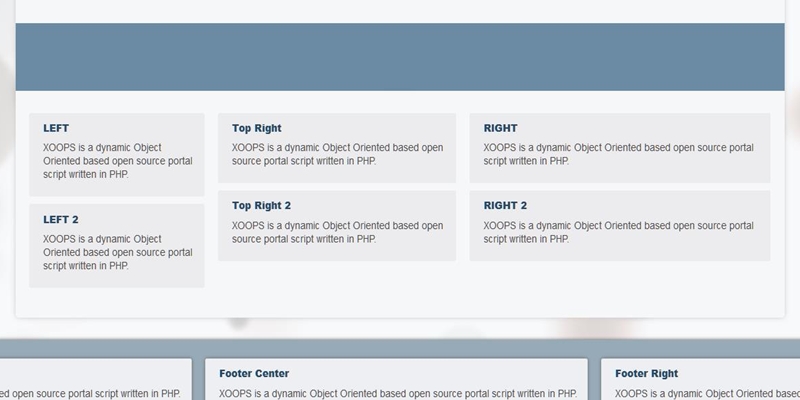 LEFT
XOOPS is a dynamic Object
Oriented based open source portal
script written in PHP.
LEFT 2
XOOPS is a dynamic Object
Oriented based open source portal
script written in PHP.
Top Right
XOOPS is a dynamic Object Oriented based open
source portal script written in PHP.
Top Right 2
XOOPS is a dynamic Object Oriented based open
source portal script written in PHP.
RIGHT
XOOPS is a dynamic Object Oriented based open source portal
script written in PHP.
RIGHT 2
XOOPS is a dynamic Object Oriented based open source portal
script written in PHP.
ed open source portal script written in PHP.
Footer Center
XOOPS is a dynamic Object Oriented based open source portal script written in PHP.
Footer Right
XOOPS is a dynamic Object Oriented based